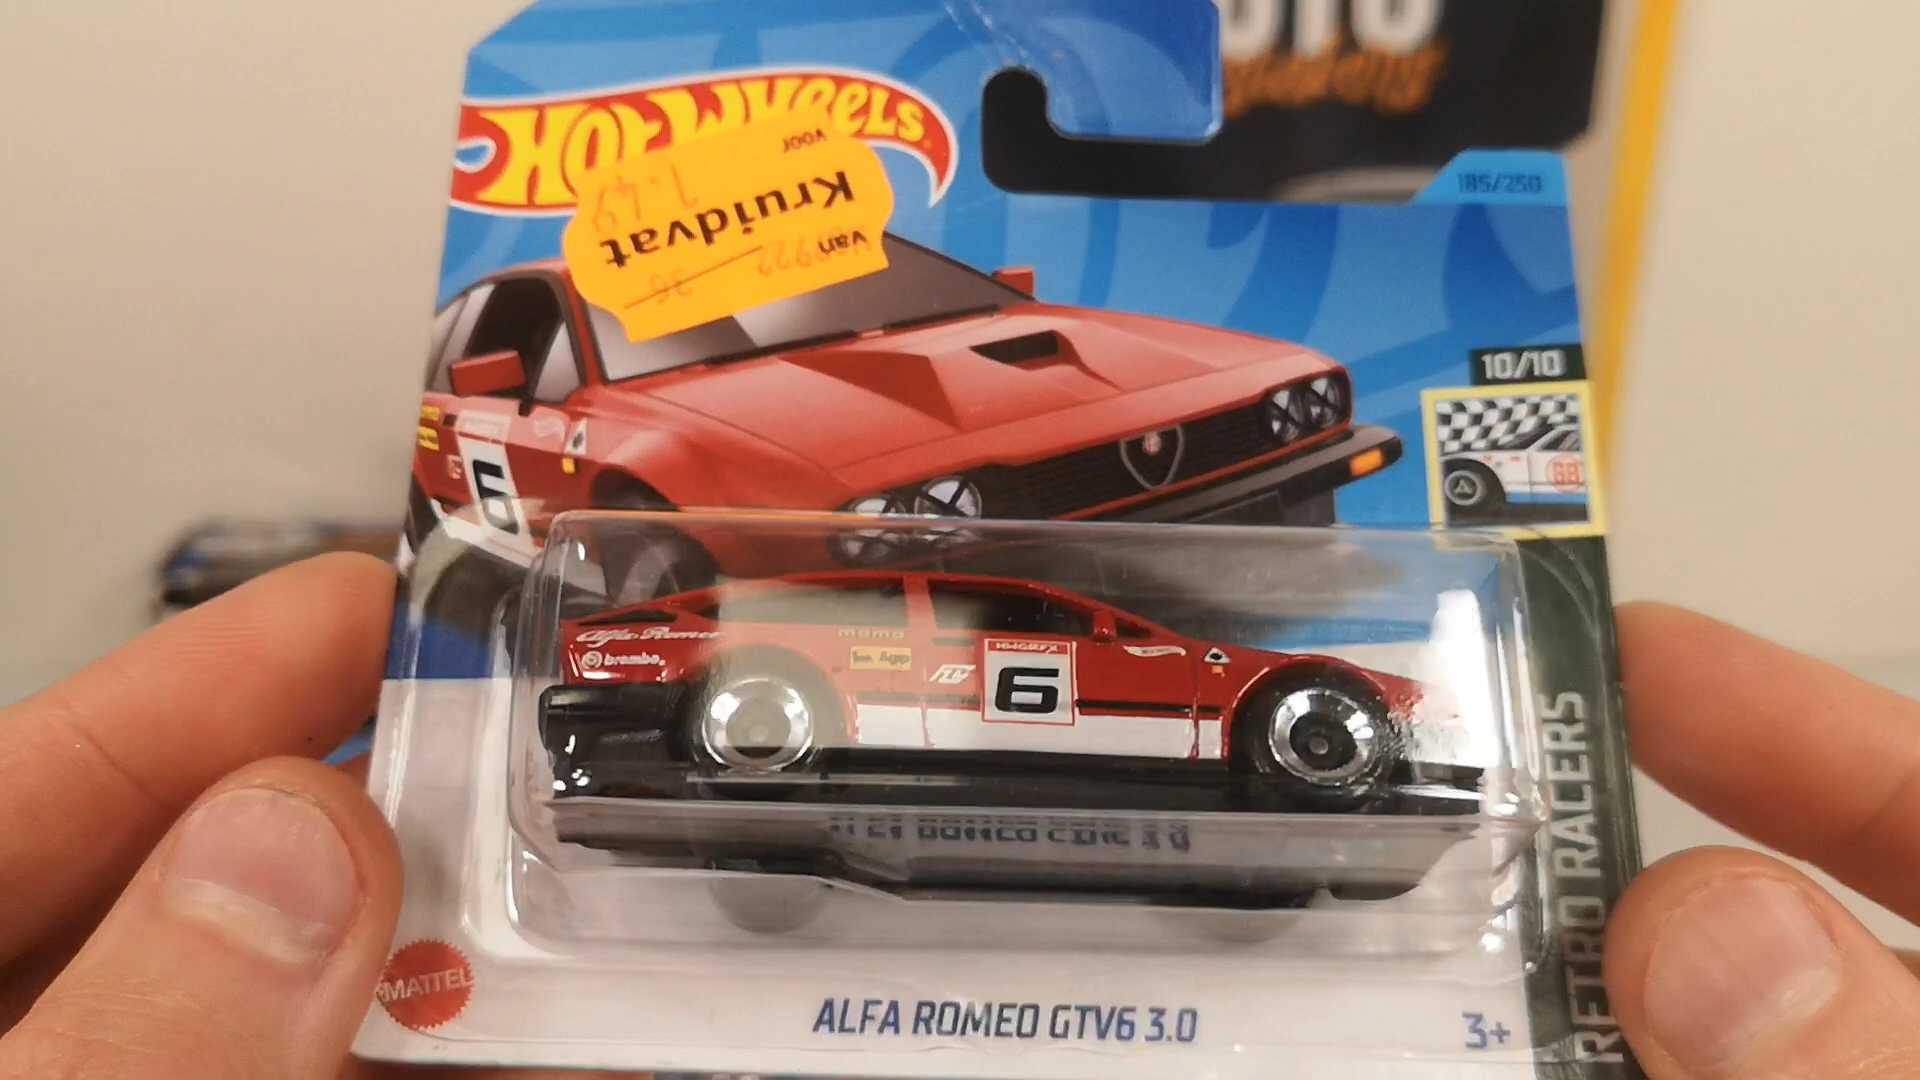 HOT WHEELS
voor
Kruidvat
van
1.49
185/250
10/10
68
6
Alfa Romeo
brembo
momo
HWGRFX
6
RETRO RACERS
MATTEL
ALFA ROMEO GTV6 3.0
3+